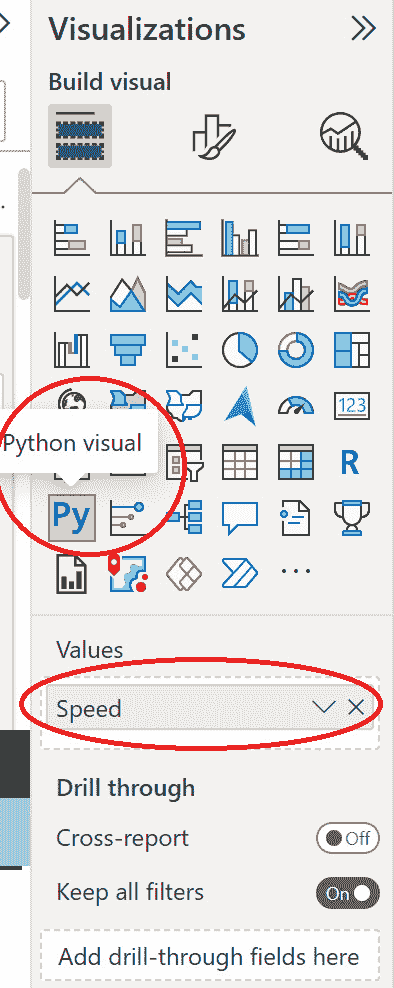 Visualizations
Build visual
123
Python visual
R
Py
Values
Speed
Drill through
Cross-report
Off
Keep all filters
On
Add drill-through fields here